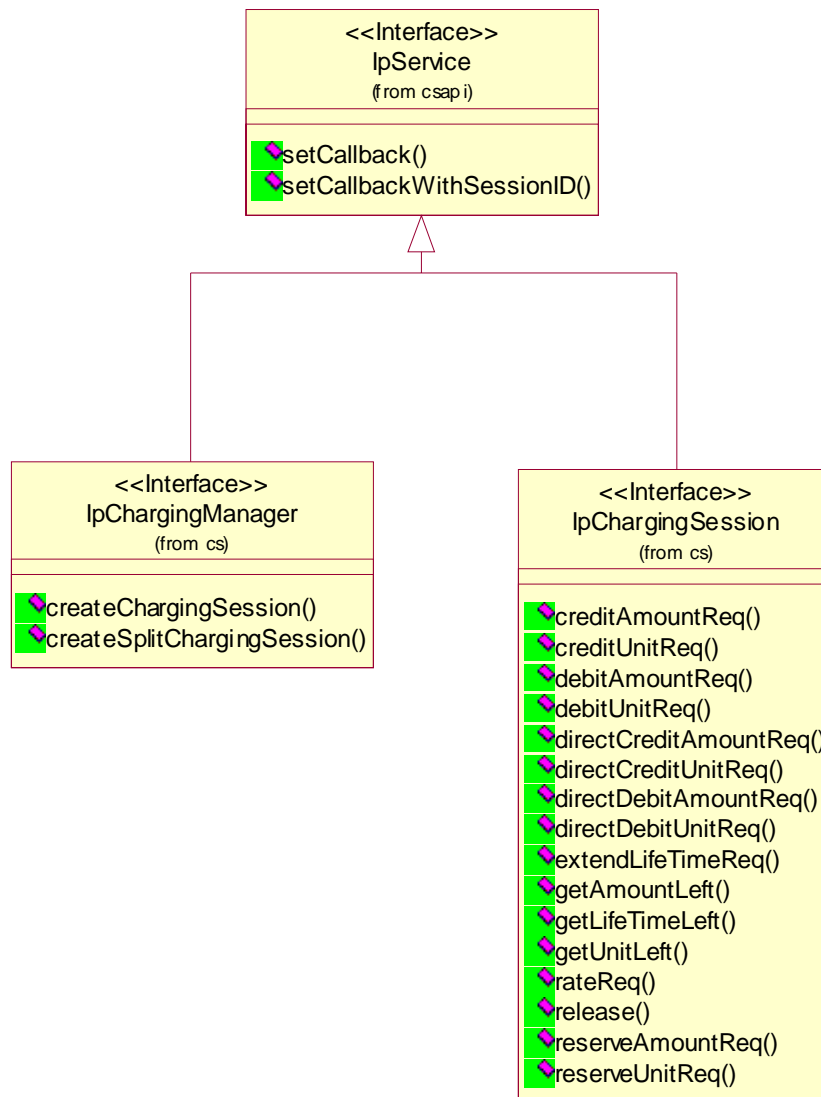 <<Interface>>
IpService
(from csapi)
setCallback()
setCallbackWithSessionID()
<<Interface>>
IpChargingManager
(from cs)
createChargingSession()
createSplitChargingSession()
<<Interface>>
IpChargingSession
(from cs)
creditAmountReq()
creditUnitReq()
debitAmountReq()
debitUnitReq()
directCreditAmountReq()
directCreditUnitReq()
directDebitAmountReq()
directDebitUnitReq()
extendLifeTimeReq()
getAmountLeft()
getLifeTimeLeft()
getUnitLeft()
rateReq()
release()
reserveAmountReq()
reserveUnitReq()